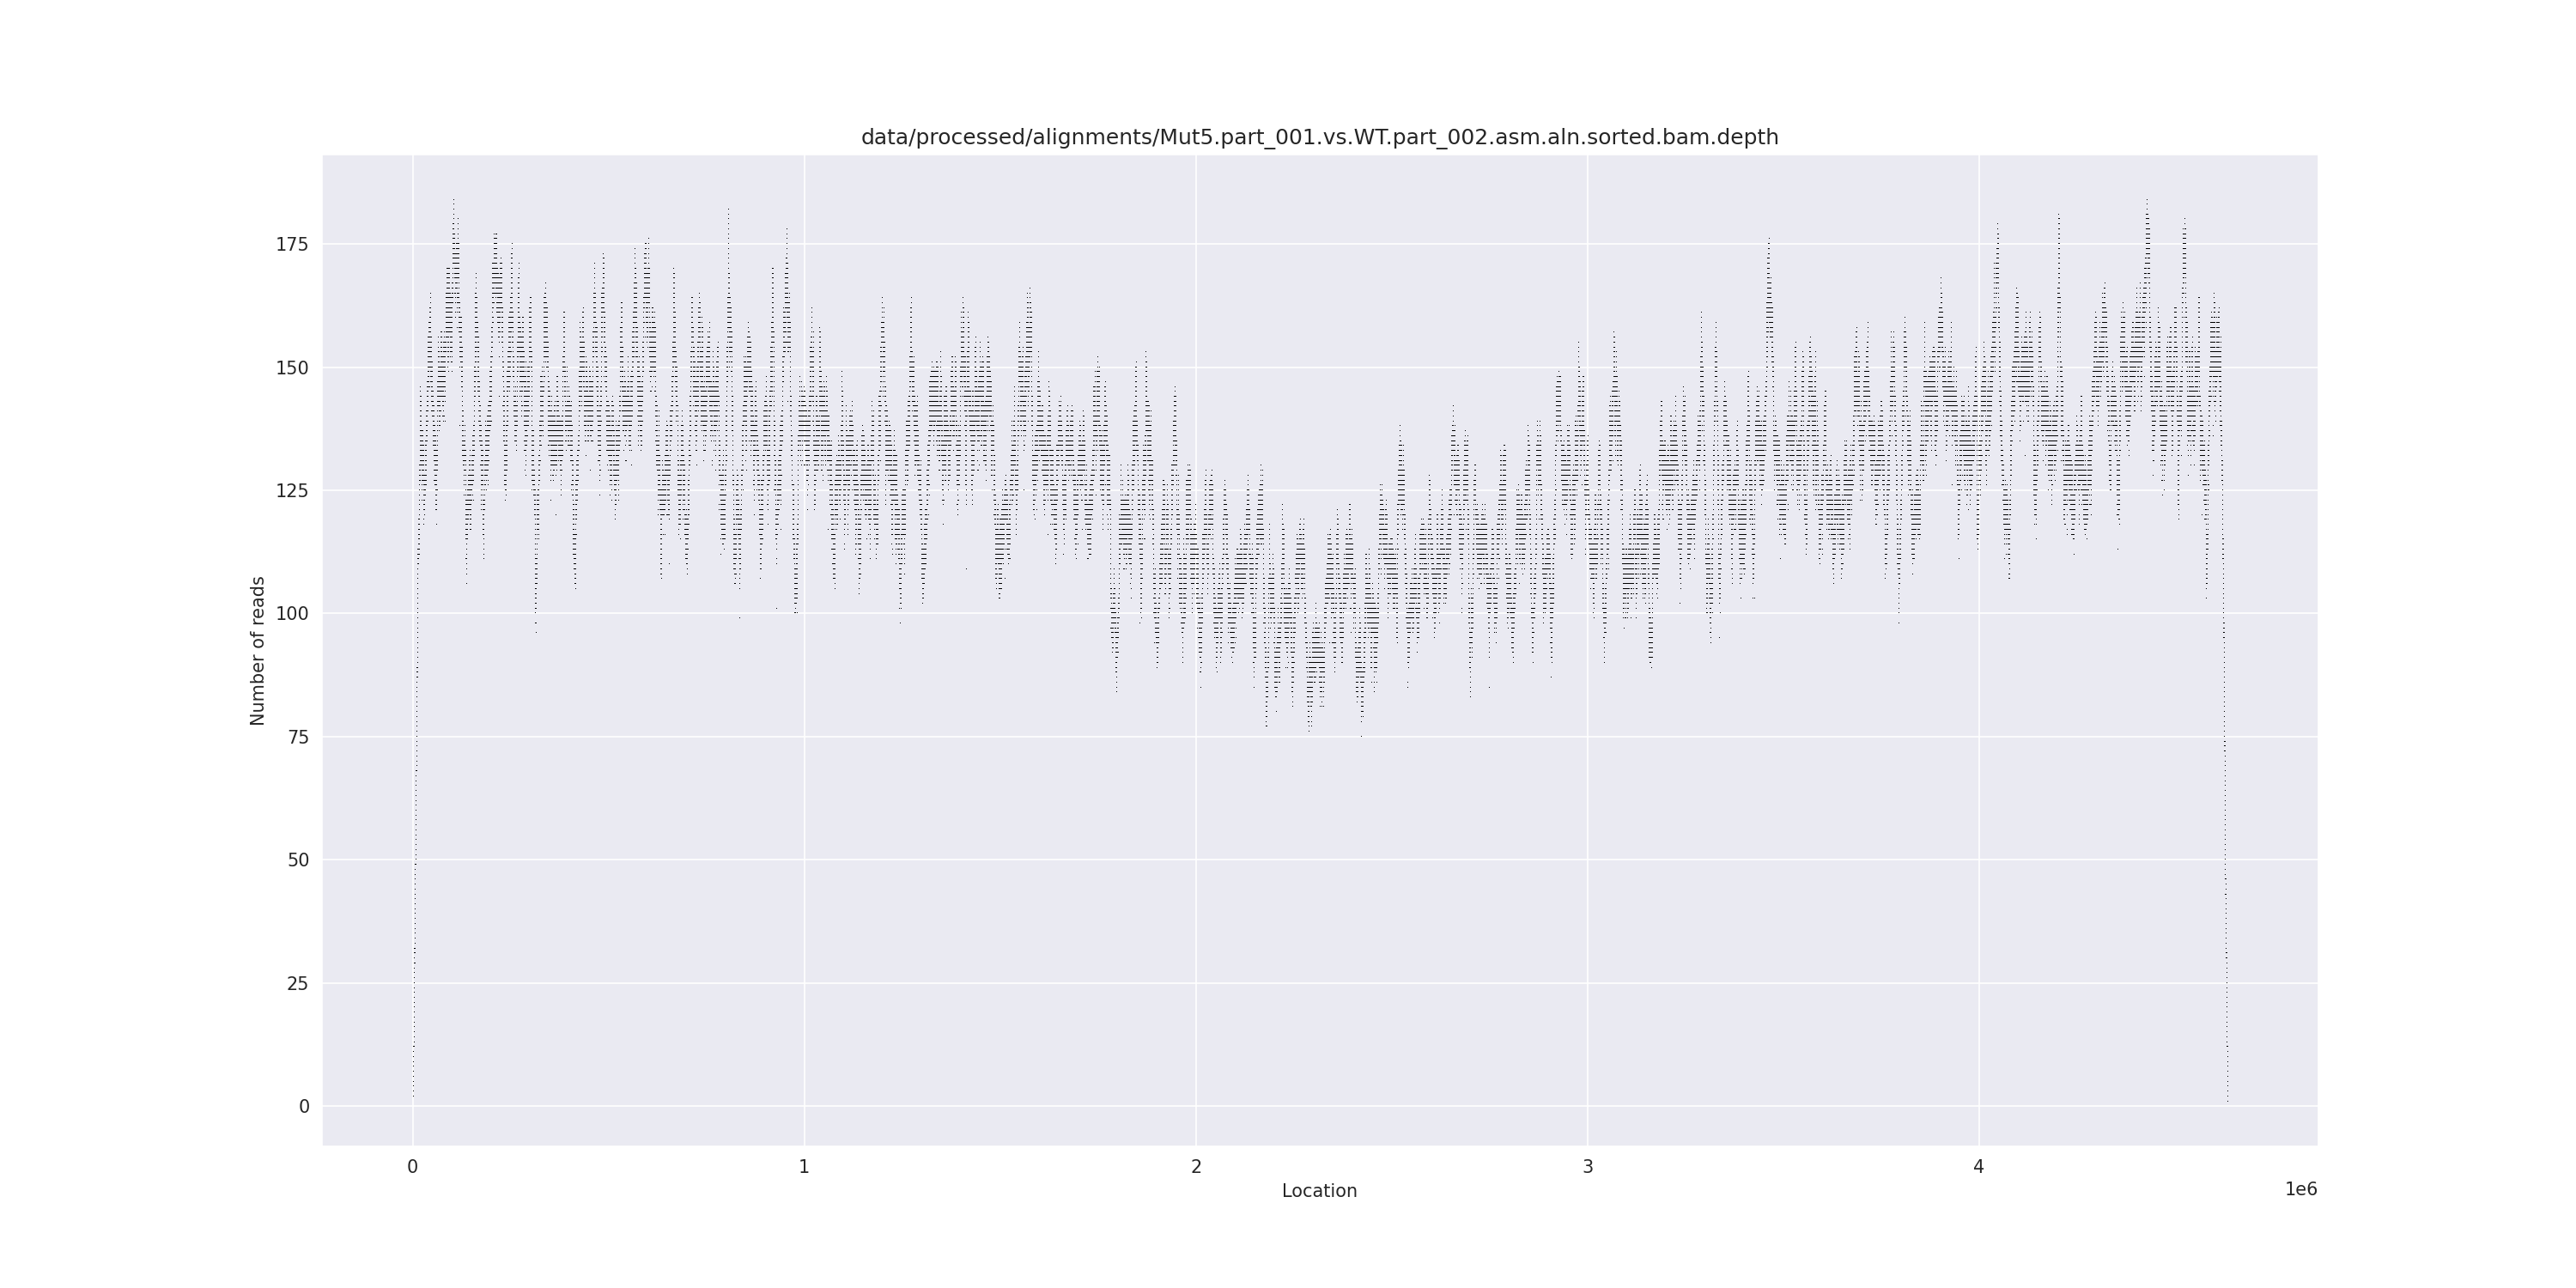 data/processed/alignments/Mut5.part_001.vs.WT.part_002.asm.aln.sorted.bam.depth
175
150
125
100
75
50
25
0
Number of reads
0 1 2 3 4
Location
1e6